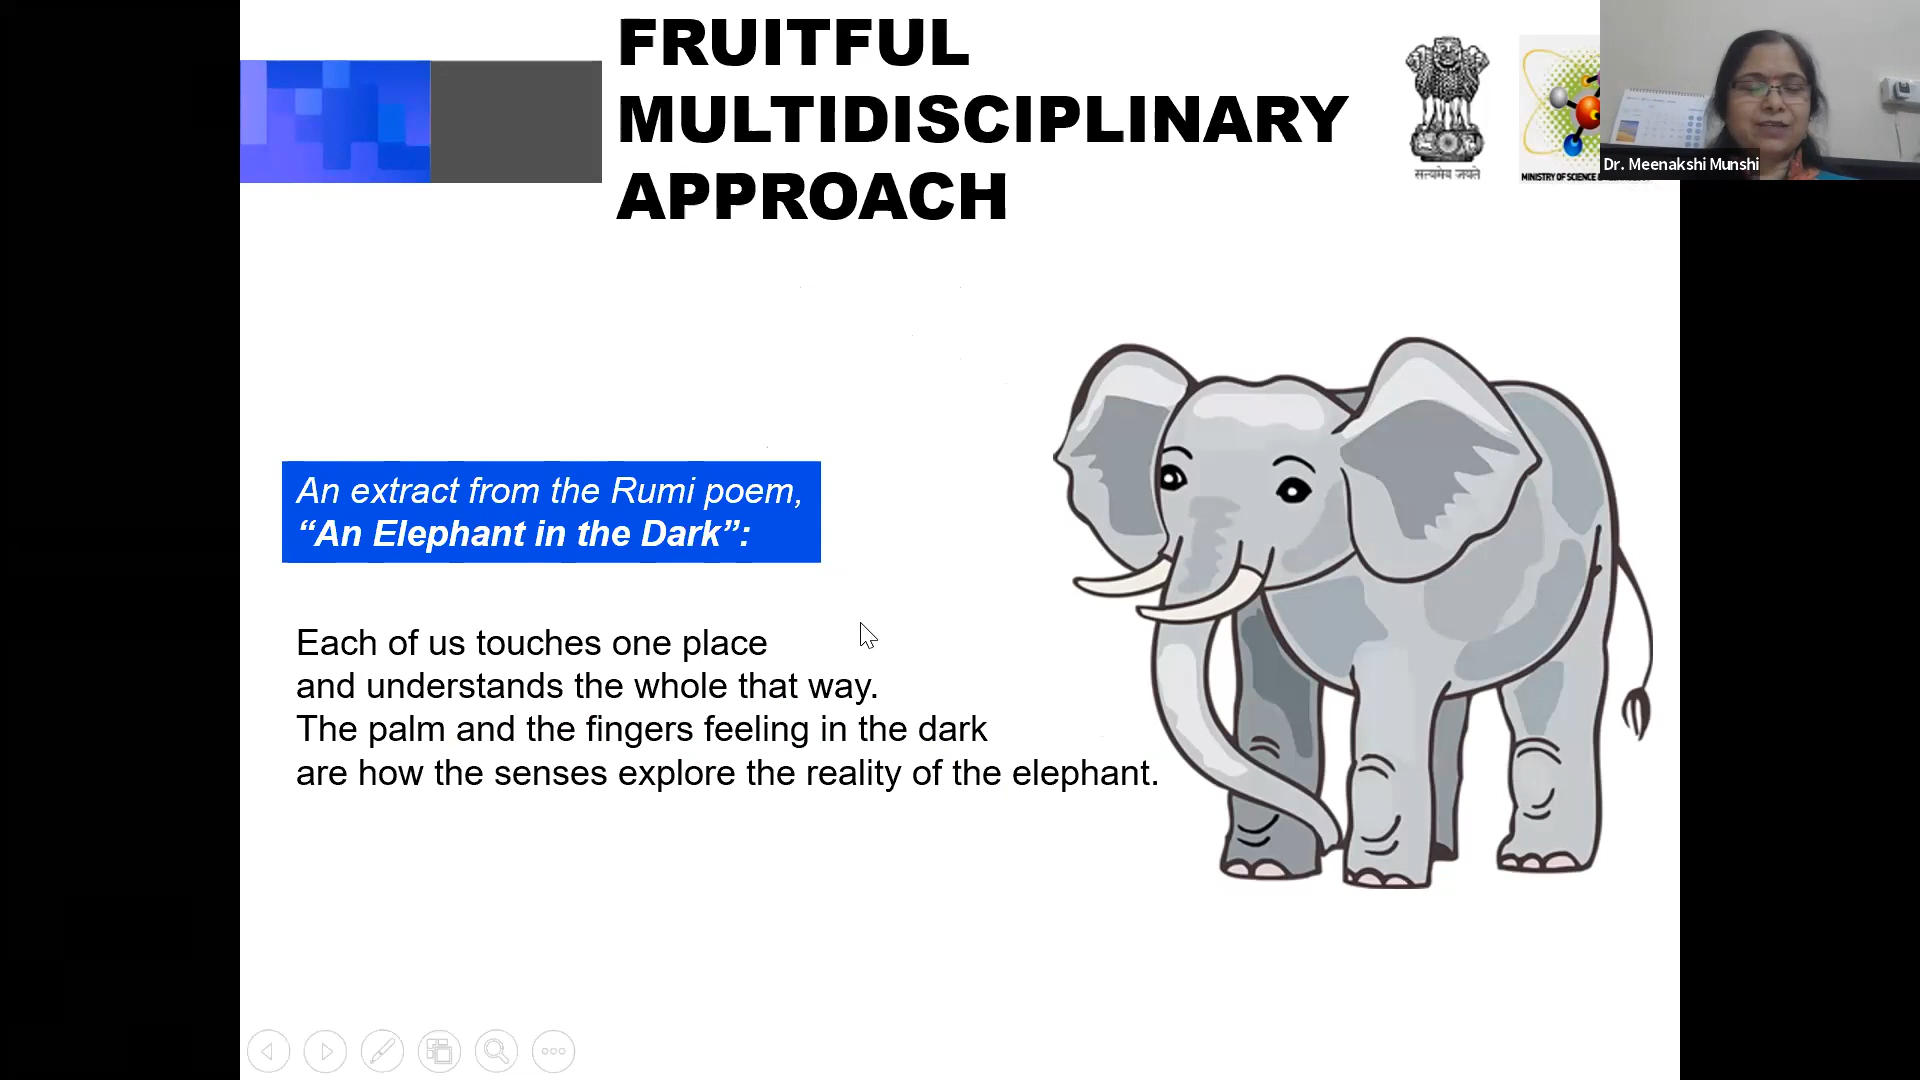 FRUITFUL
MULTIDISCIPLINARY
APPROACH
सत्यमेव जयते
MINISTRY OF SCIENCE
Dr. Meenakshi Munshi
An extract from the Rumi poem,
“An Elephant in the Dark”:
Each of us touches one place
and understands the whole that way.
The palm and the fingers feeling in the dark
are how the senses explore the reality of the elephant.